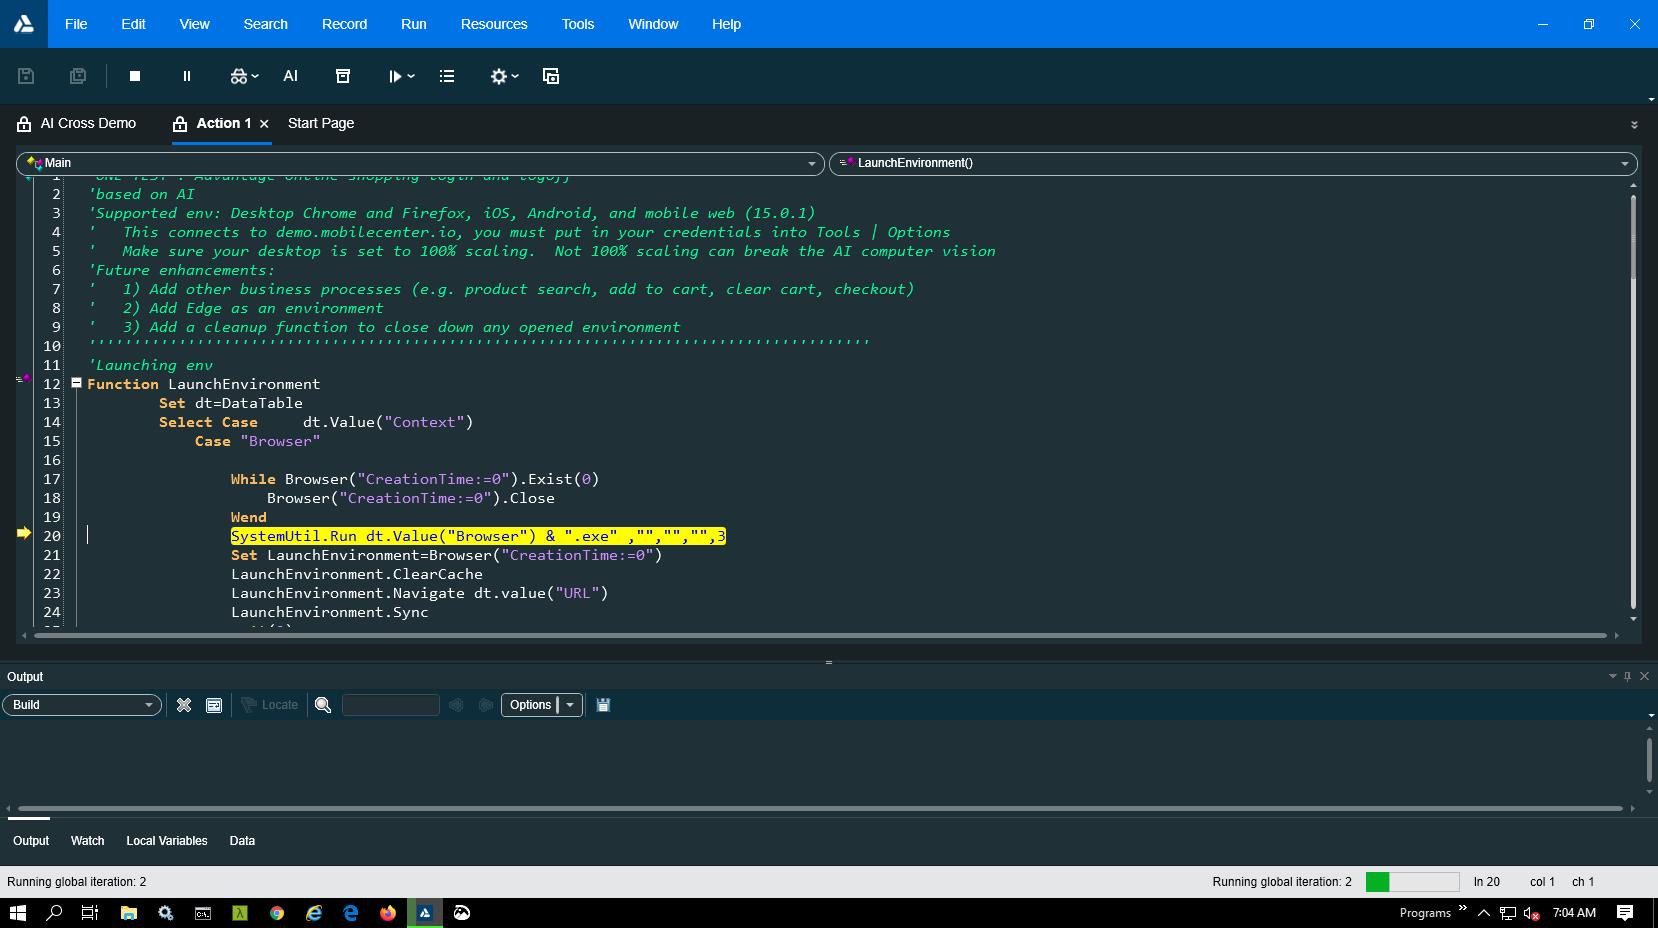 File Edit View Search Record Run Resources Tools Window Help
AI
AI Cross Demo Action 1 × Start Page
Main LaunchEnvironment()
2 'based on AI
3 'Supported env: Desktop Chrome and Firefox, iOS, Android, and mobile web (15.0.1)
4 ' This connects to demo.mobilecenter.io, you must put in your credentials into Tools | Options
5 ' Make sure your desktop is set to 100% scaling. Not 100% scaling can break the AI computer vision
6 'Future enhancements:
7 ' 1) Add other business processes (e.g. product search, add to cart, clear cart, checkout)
8 ' 2) Add Edge as an environment
9 ' 3) Add a cleanup function to close down any opened environment
10 '''''''''''''''''''''''''''''''''''''''''''''''''''''''''''''''''''''''''''''''''''''''
11 'Launching env
12 Function LaunchEnvironment
13 Set dt=DataTable
14 Select Case dt.Value("Context")
15 Case "Browser"
16
17 While Browser("CreationTime:=0").Exist(0)
18 Browser("CreationTime:=0").Close
19 Wend
20 SystemUtil.Run dt.Value("Browser") & ".exe" ,"","","",3
21 Set LaunchEnvironment=Browser("CreationTime:=0")
22 LaunchEnvironment.ClearCache
23 LaunchEnvironment.Navigate dt.value("URL")
24 LaunchEnvironment.Sync
Output
Build Locate Options
Output Watch Local Variables Data
Running global iteration: 2 Running global iteration: 2 ln 20 col 1 ch 1
Programs » 7:04 AM